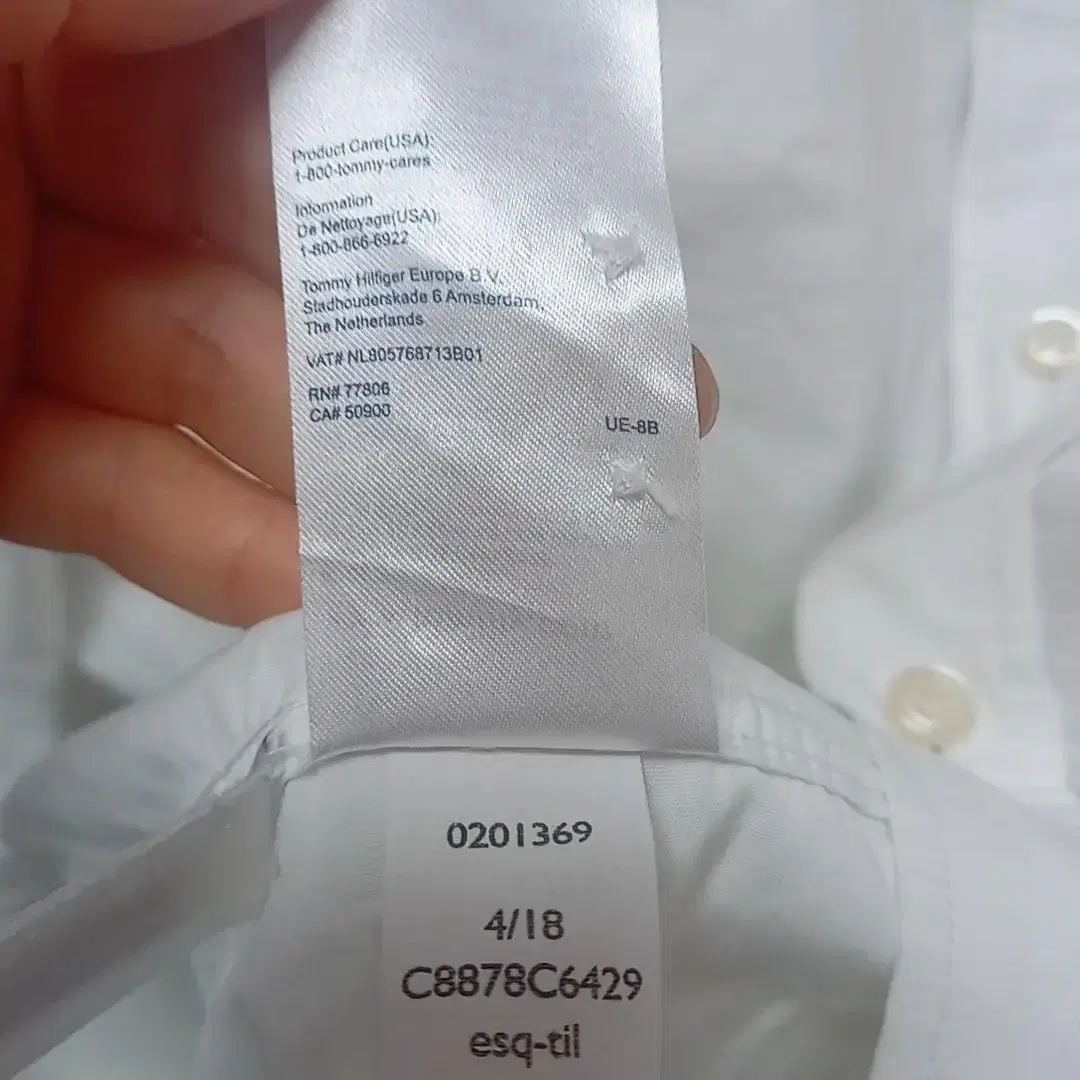 Product Care(USA):
1-800-tommy-cares
Information
De Nettoyage(USA):
1-800-866-6922
Tommy Hilfiger Europe B.V.
Stadhouderskade 6 Amsterdam,
The Netherlands
VAT# NL805768713B01
RN# 77806
CA# 50900
UE-8B
0201369
4/18
C8878C6429
esq-til